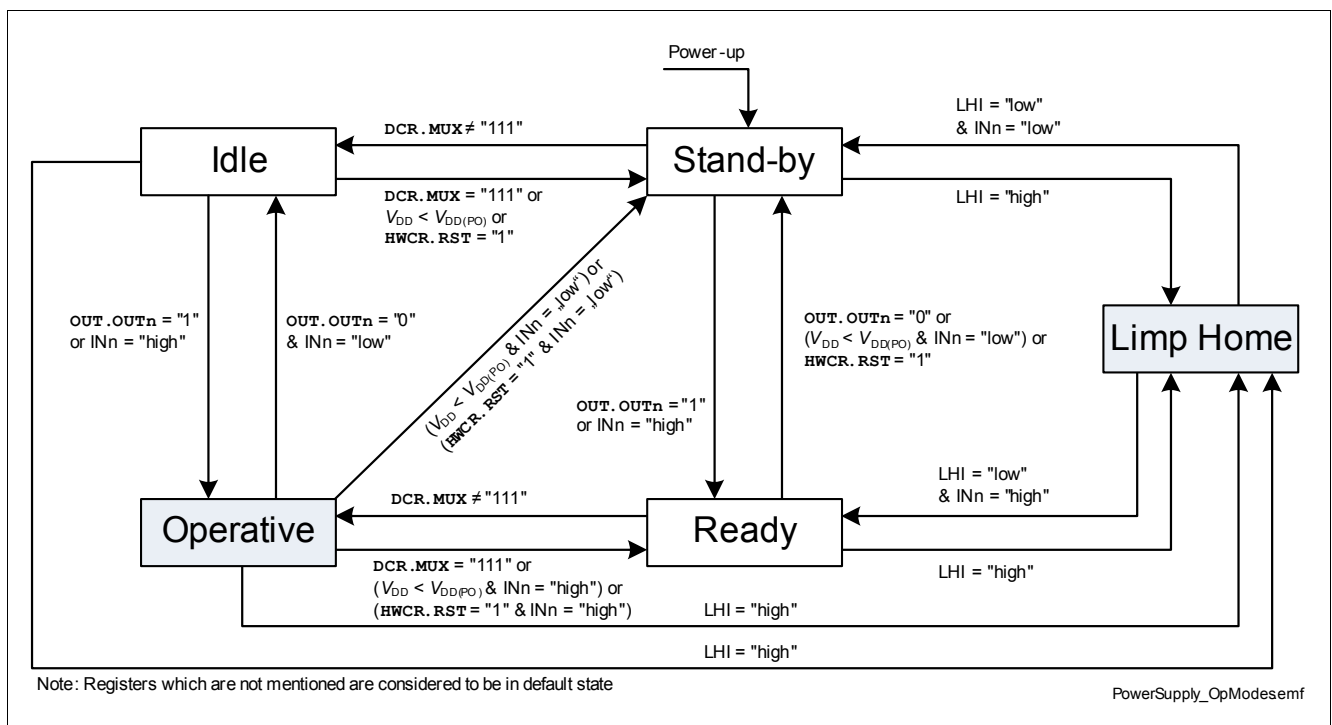 Power-up
LHI = "low"
& INn = "low"
DCR.MUX ≠ "111"
Idle
Stand-by
DCR.MUX = "111" or
VDD < VDD(PO) or
HWCR.RST = "1"
LHI = "high"
(VDD < VDD(PO) & INn = „low“) or
(HWCR.RST = "1" & INn = „low“)
OUT.OUTn = "1"
or INn = "high"
OUT.OUTn = "0"
& INn = "low"
OUT.OUTn = "0" or
(VDD < VDD(PO) & INn = "low") or
HWCR.RST = "1"
Limp Home
OUT.OUTn = "1"
or INn = "high"
LHI = "low"
& INn = "high"
DCR.MUX ≠ "111"
Operative
Ready
DCR.MUX = "111" or
(VDD < VDD(PO) & INn = "high") or
(HWCR.RST = "1" & INn = "high")
LHI = "high"
LHI = "high"
LHI = "high"
Note: Registers which are not mentioned are considered to be in default state
PowerSupply_OpModes.emf